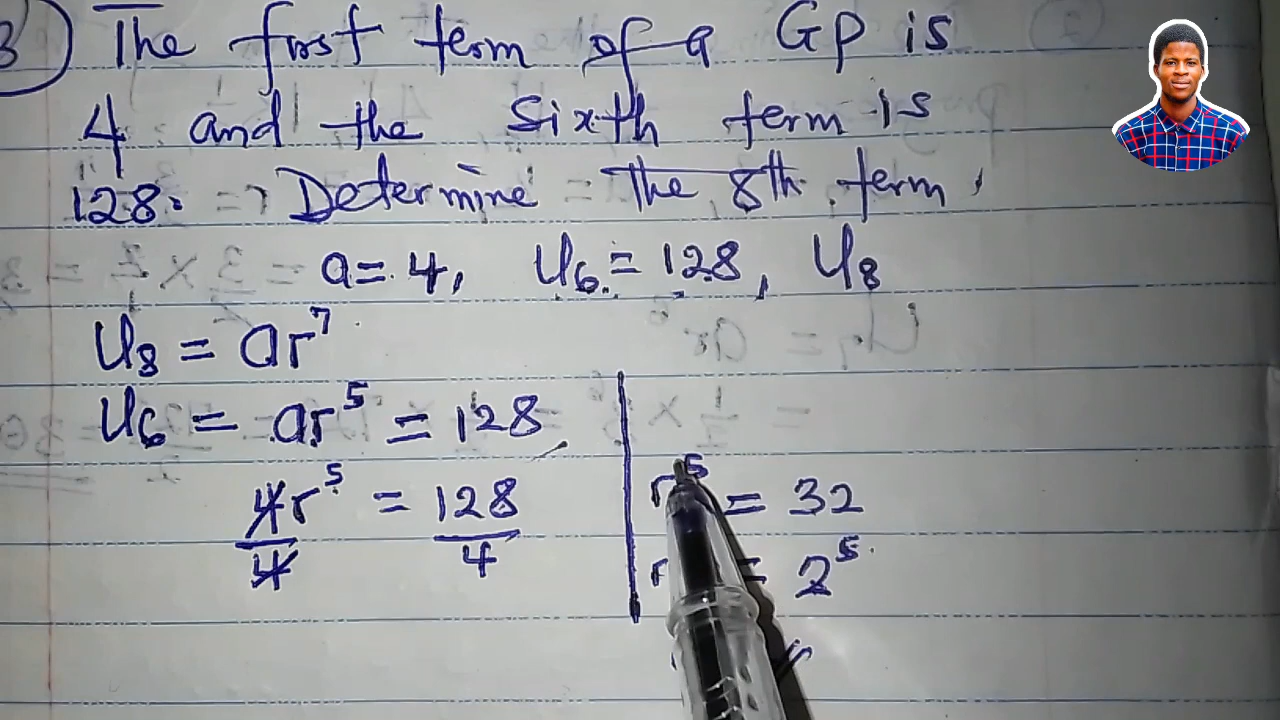 3) The first term of a GP is
4 and the sixth term is
128. Determine the 8th term,
a = 4, U₆ = 128, U₈
U₈ = ar⁷
U₆ = ar⁵ = 128
4r⁵/4 = 128/4
r⁵ = 32
= 2⁵